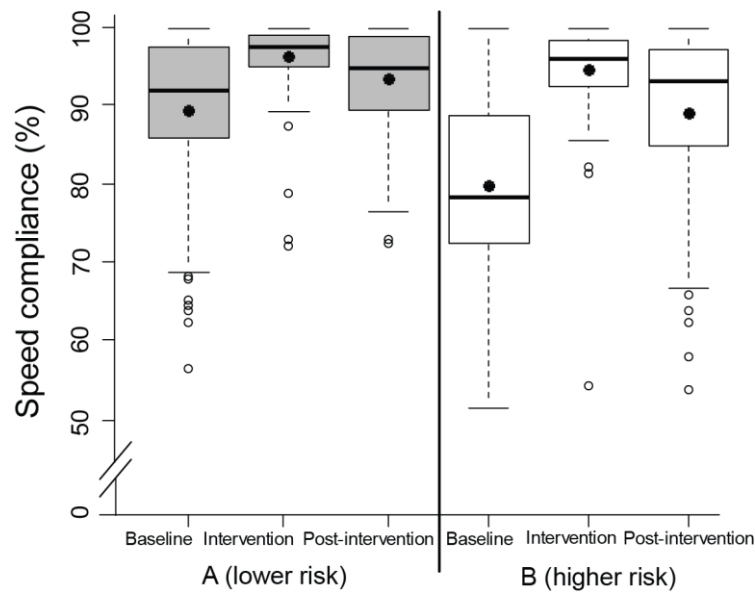 Speed compliance (%)
100
90
80
70
60
50
0
Baseline Intervention Post-intervention Baseline Intervention Post-intervention
A (lower risk) B (higher risk)